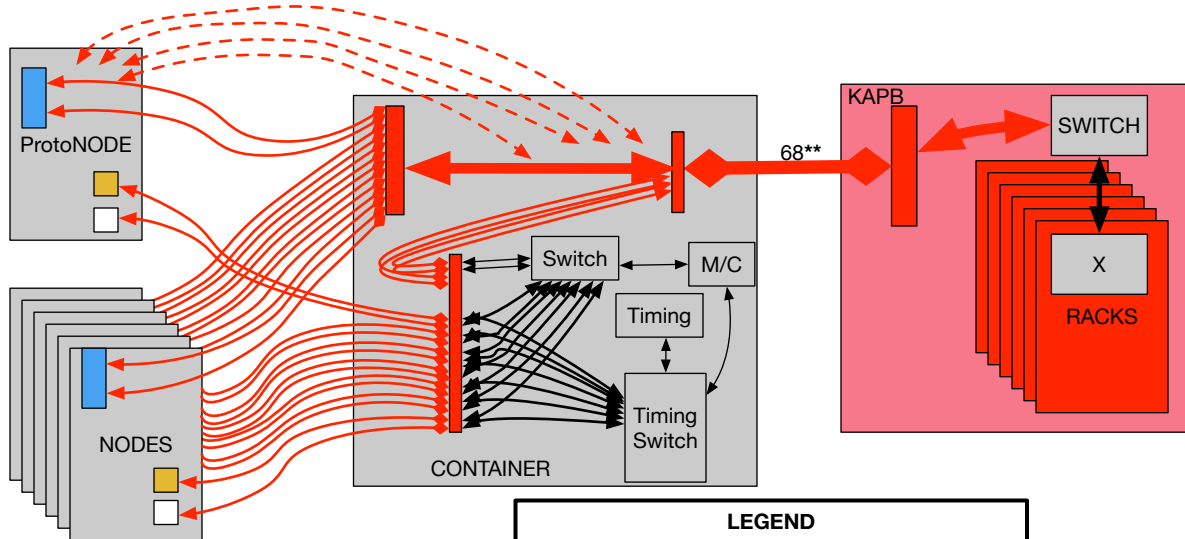 ProtoNODE
NODES
CONTAINER
Switch
M/C
Timing
Timing
Switch
68**
KAPB
SWITCH
X
RACKS
LEGEND